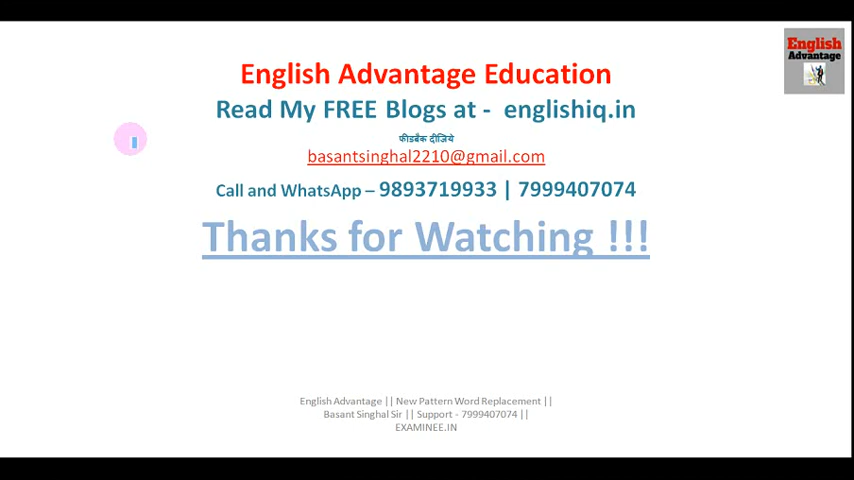 English Advantage Education
Read My FREE Blogs at - englishiq.in
फीडबैंक दीजिये
basantsinghal2210@gmail.com
Call and WhatsApp – 9893719933 | 7999407074
Thanks for Watching !!!
English Advantage || New Pattern Word Replacement ||
Basant Singhal Sir || Support - 7999407074 ||
EXAMINEE.IN
English
Advantage